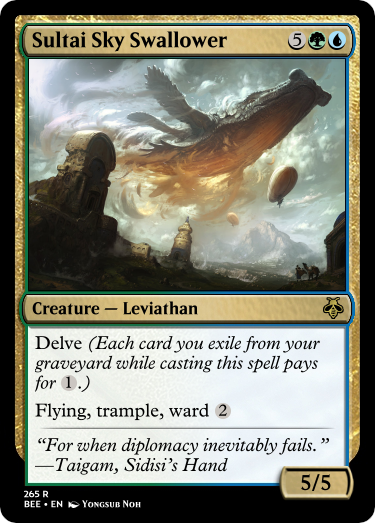 Sultai Sky Swallower 5
Creature — Leviathan
Delve (Each card you exile from your
graveyard while casting this spell pays
for 1.)
Flying, trample, ward 2
“For when diplomacy inevitably fails.”
—Taigam, Sidisi’s Hand
5/5
265 R
BEE • EN Yongsub Noh